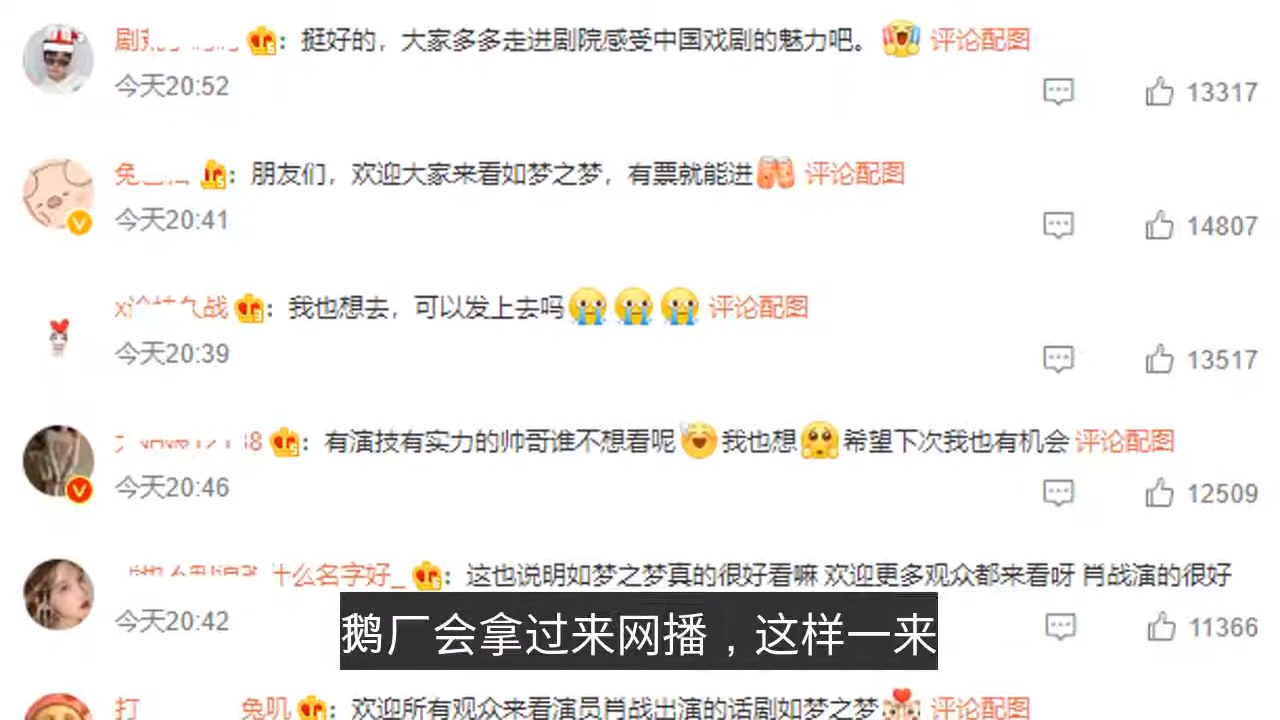 剧 : 挺好的，大家多多走进剧院感受中国戏剧的魅力吧。 评论配图
今天20:52
13317
兔 : 朋友们，欢迎大家来看如梦之梦，有票就能进 评论配图
今天20:41
14807
战 : 我也想去，可以发上去吗 评论配图
今天20:39
13517
: 有演技有实力的帅哥谁不想看呢 我也想 希望下次我也有机会 评论配图
今天20:46
12509
什么名字好_ : 这也说明如梦之梦真的很好看嘛 欢迎更多观众都来看呀 肖战演的很好
今天20:42
11366
鹅厂会拿过来网播，这样一来
打 兔叽 : 欢迎所有观众来看演员肖战出演的话剧如梦之梦 评论配图